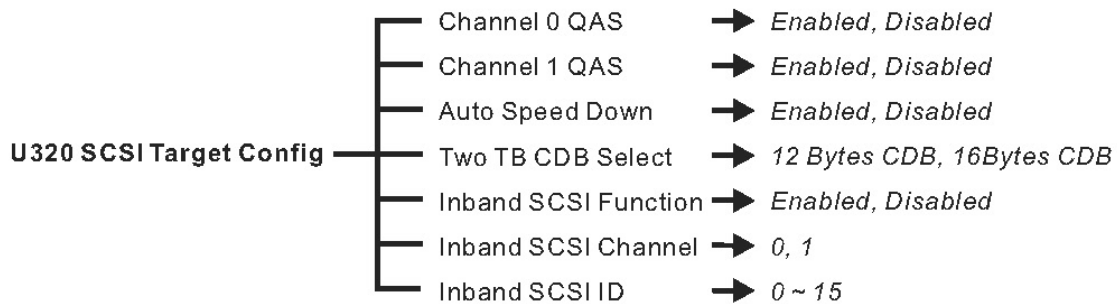 Channel 0 QAS Enabled, Disabled
Channel 1 QAS Enabled, Disabled
Auto Speed Down Enabled, Disabled
U320 SCSI Target Config Two TB CDB Select 12 Bytes CDB, 16Bytes CDB
Inband SCSI Function Enabled, Disabled
Inband SCSI Channel 0, 1
Inband SCSI ID 0 ~ 15